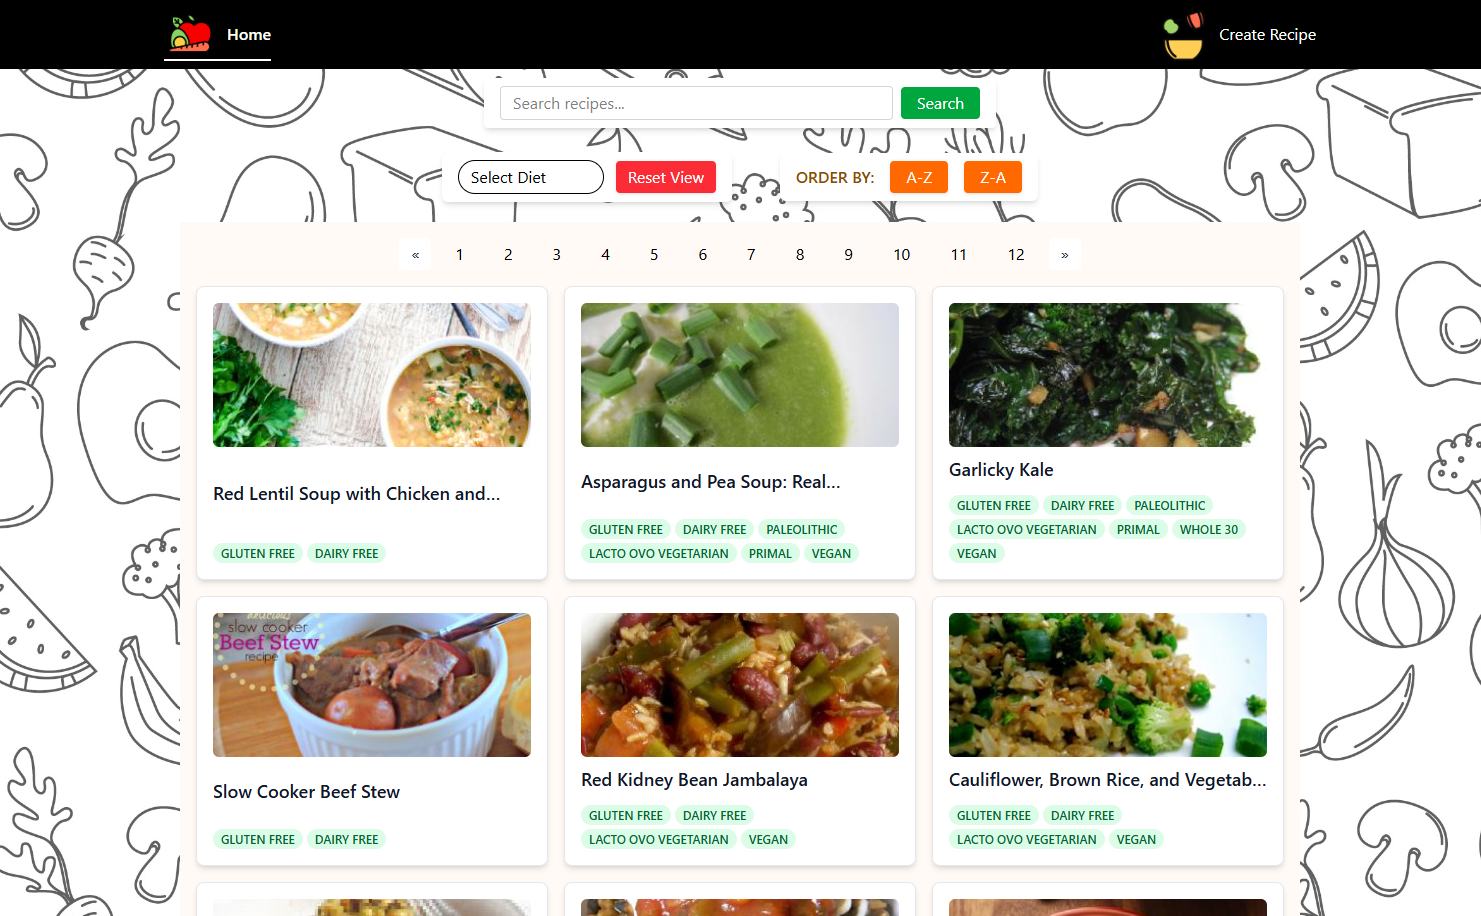 Home
Create Recipe
Search recipes...
Search
Select Diet
Reset View
ORDER BY:
A-Z
Z-A
« 1 2 3 4 5 6 7 8 9 10 11 12 »
Red Lentil Soup with Chicken and...
GLUTEN FREE DAIRY FREE
Asparagus and Pea Soup: Real...
GLUTEN FREE DAIRY FREE PALEOLITHIC
LACTO OVO VEGETARIAN PRIMAL VEGAN
Garlicky Kale
GLUTEN FREE DAIRY FREE PALEOLITHIC
LACTO OVO VEGETARIAN PRIMAL WHOLE 30
VEGAN
delicious
slow cooker
Beef Stew
recipe
Slow Cooker Beef Stew
GLUTEN FREE DAIRY FREE
Red Kidney Bean Jambalaya
GLUTEN FREE DAIRY FREE
LACTO OVO VEGETARIAN VEGAN
Cauliflower, Brown Rice, and Vegetab...
GLUTEN FREE DAIRY FREE
LACTO OVO VEGETARIAN VEGAN